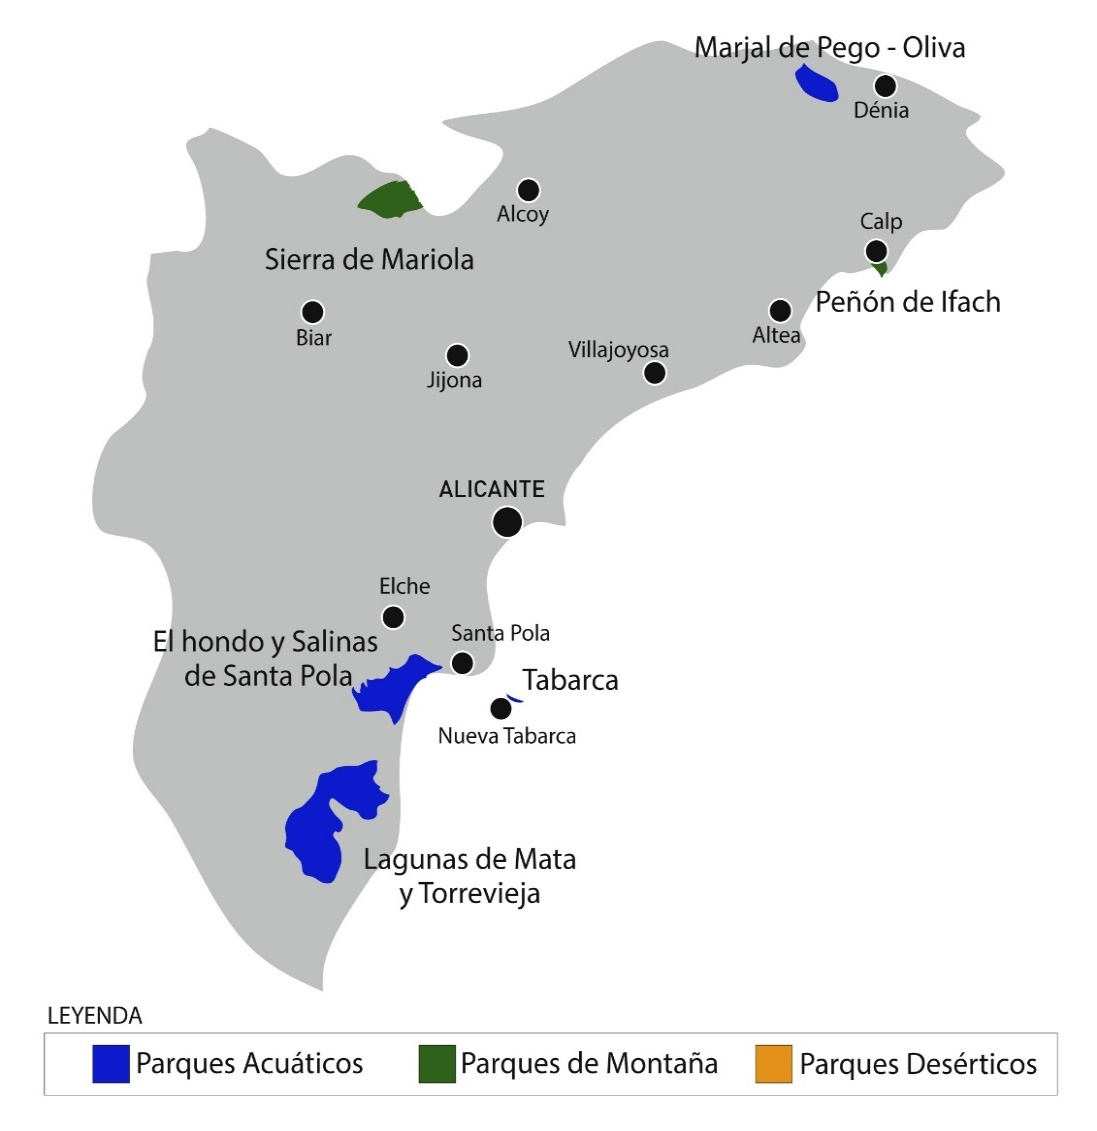 Marjal de Pego - Oliva
Dénia
Alcoy
Calp
Sierra de Mariola
Peñón de Ifach
Biar
Altea
Villajoyosa
Jijona
ALICANTE
Elche
Santa Pola
El hondo y Salinas
de Santa Pola
Tabarca
Nueva Tabarca
Lagunas de Mata
y Torrevieja
LEYENDA
Parques Acuáticos
Parques de Montaña
Parques Desérticos